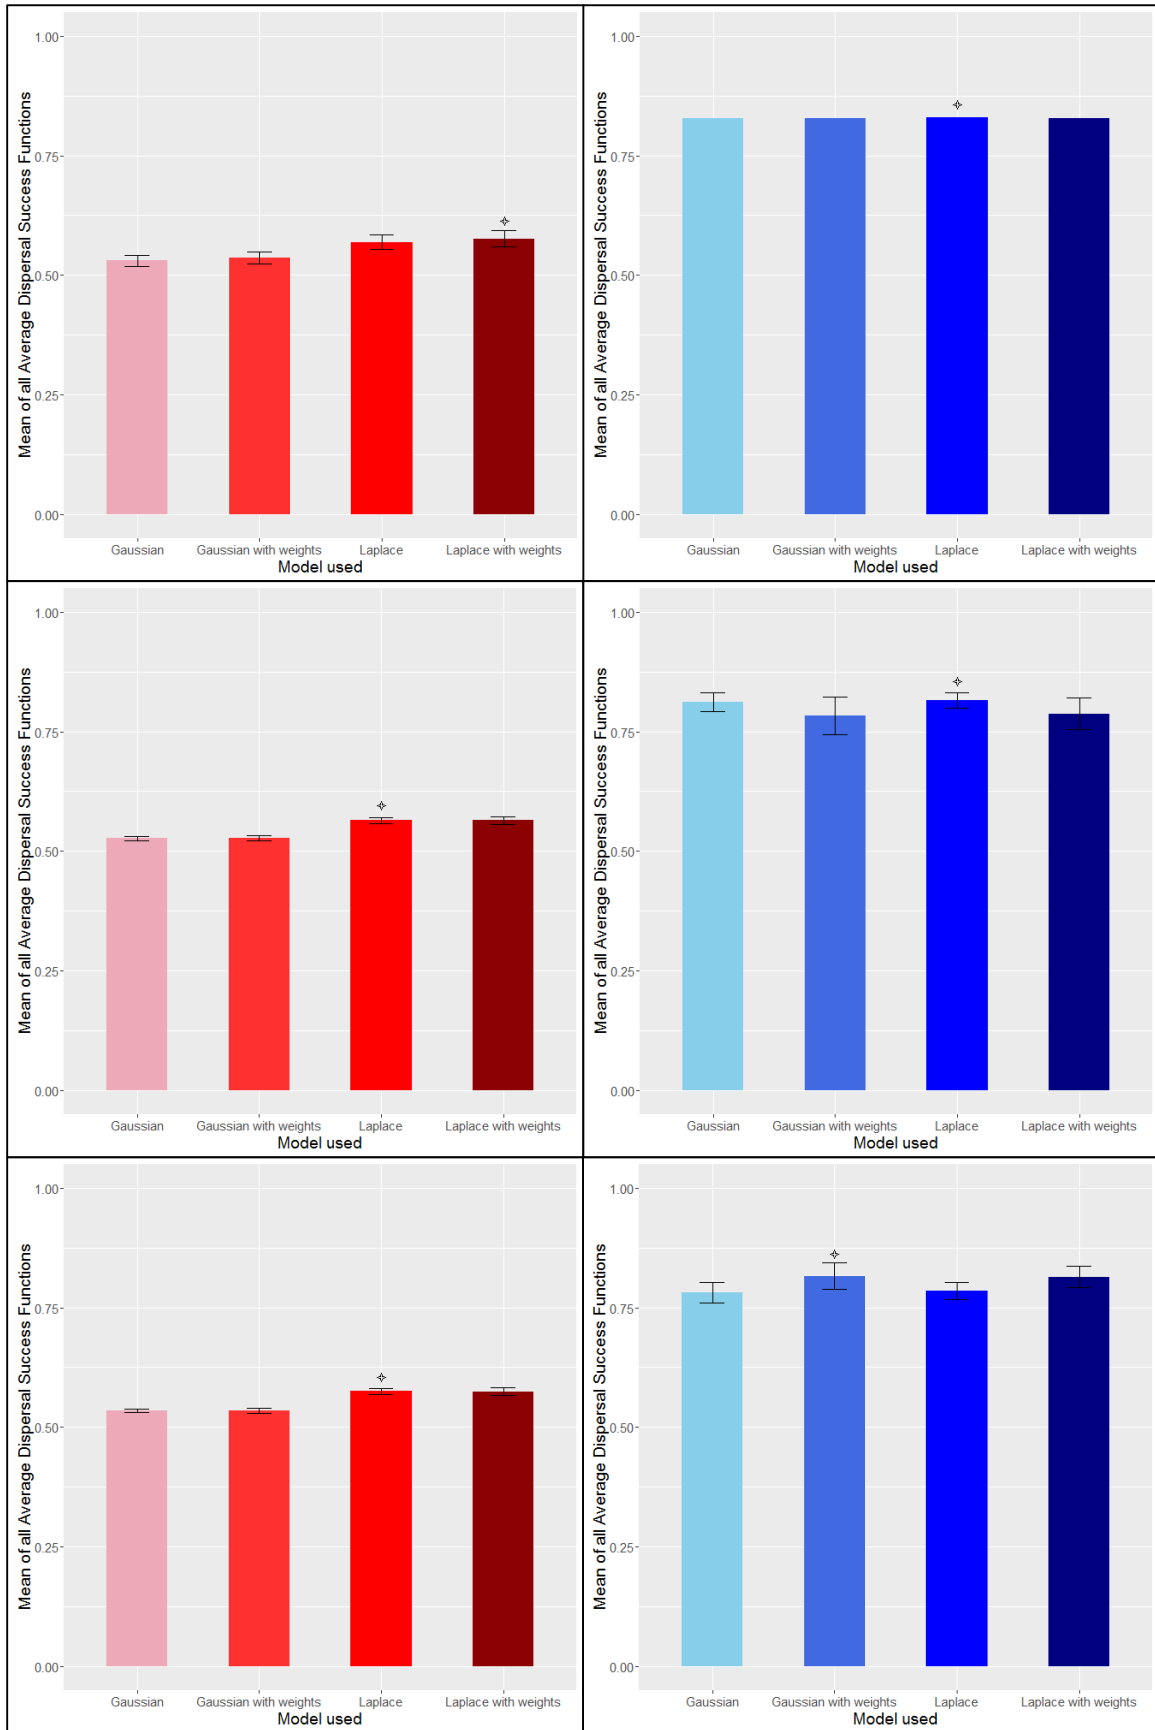 Mean of all Average Dispersal Success Functions
1.00
0.75
0.50
0.25
0.00
Gaussian Gaussian with weights Laplace Laplace with weights
Model used
Mean of all Average Dispersal Success Functions
1.00
0.75
0.50
0.25
0.00
Gaussian Gaussian with weights Laplace Laplace with weights
Model used
Mean of all Average Dispersal Success Functions
1.00
0.75
0.50
0.25
0.00
Gaussian Gaussian with weights Laplace Laplace with weights
Model used
Mean of all Average Dispersal Success Functions
1.00
0.75
0.50
0.25
0.00
Gaussian Gaussian with weights Laplace Laplace with weights
Model used
Mean of all Average Dispersal Success Functions
1.00
0.75
0.50
0.25
0.00
Gaussian Gaussian with weights Laplace Laplace with weights
Model used
Mean of all Average Dispersal Success Functions
1.00
0.75
0.50
0.25
0.00
Gaussian Gaussian with weights Laplace Laplace with weights
Model used